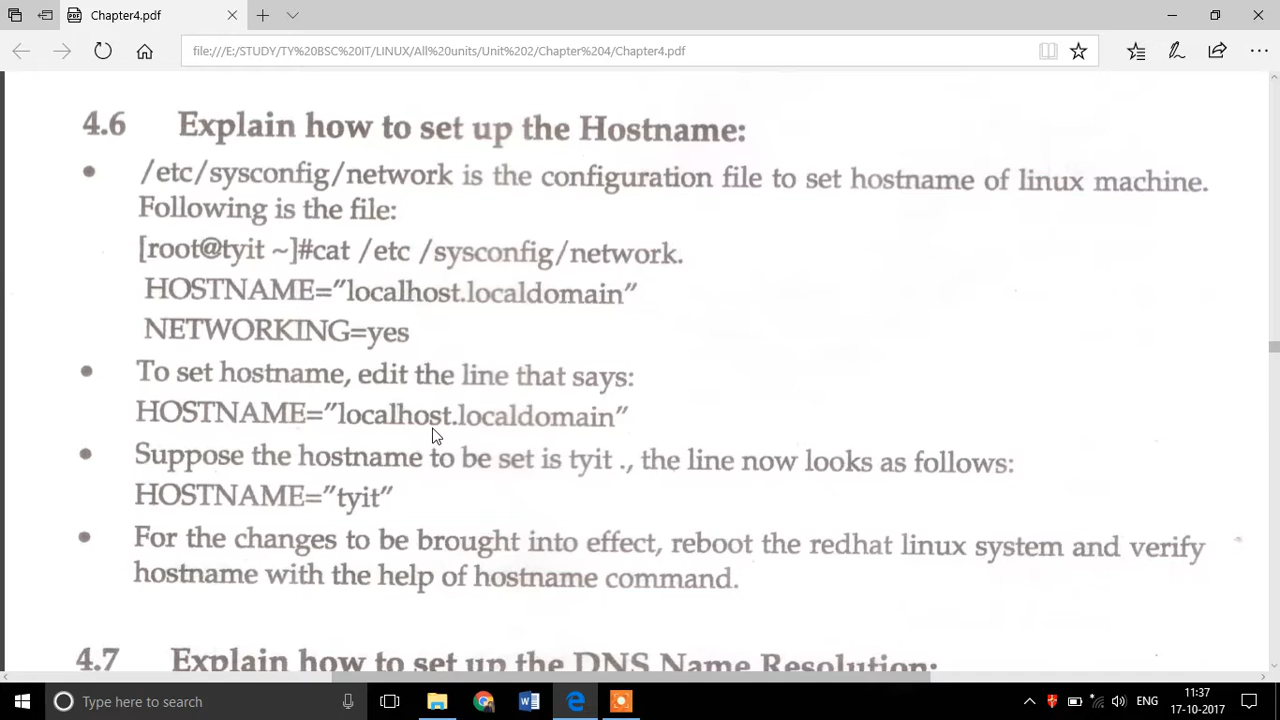 Chapter4.pdf
file:///E:/STUDY/TY%20BSC%20IT/LINUX/All%20units/Unit%202/Chapter%204/Chapter4.pdf
4.6 Explain how to set up the Hostname:
● /etc/sysconfig/network is the configuration file to set hostname of linux machine.
Following is the file:
[root@tyit ~]#cat /etc /sysconfig/network.
HOSTNAME="localhost.localdomain"
NETWORKING=yes
● To set hostname, edit the line that says:
HOSTNAME="localhost.localdomain"
● Suppose the hostname to be set is tyit ., the line now looks as follows:
HOSTNAME="tyit"
● For the changes to be brought into effect, reboot the redhat linux system and verify
hostname with the help of hostname command.
4.7 Explain how to set up the DNS Name Resolution:
Type here to search
ENG
11:37
17-10-2017